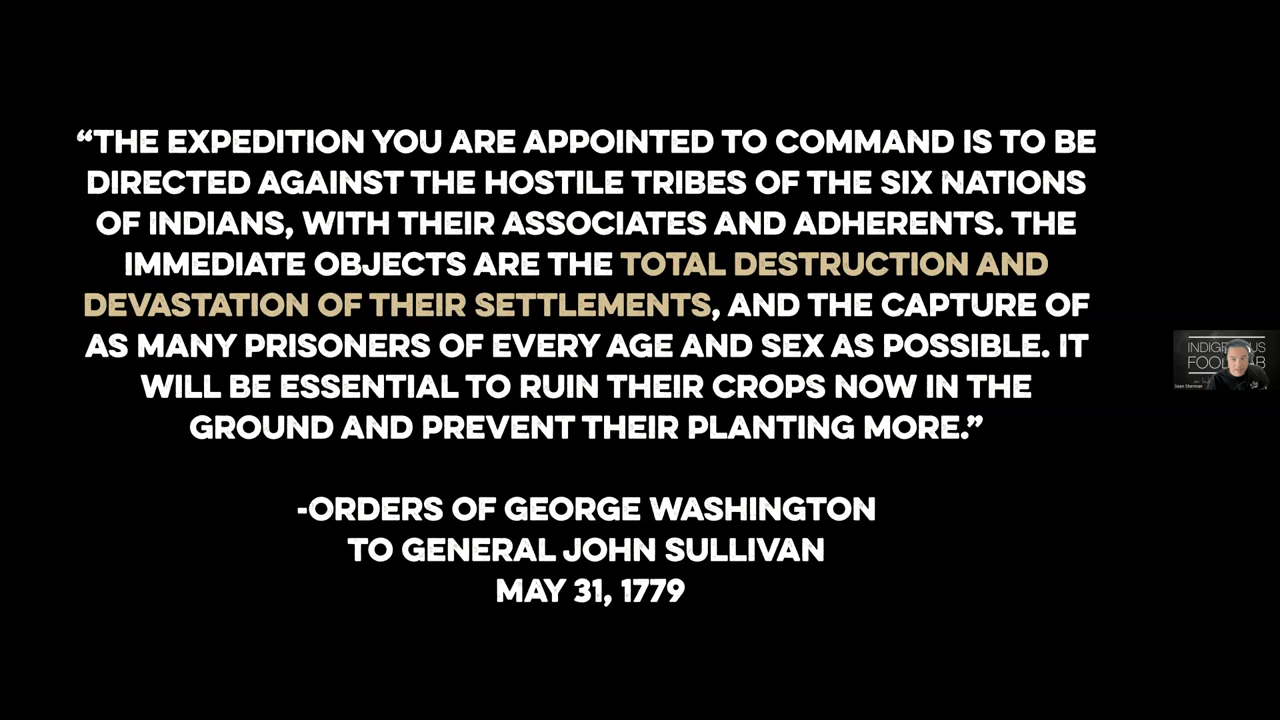 “THE EXPEDITION YOU ARE APPOINTED TO COMMAND IS TO BE
DIRECTED AGAINST THE HOSTILE TRIBES OF THE SIX NATIONS
OF INDIANS, WITH THEIR ASSOCIATES AND ADHERENTS. THE
IMMEDIATE OBJECTS ARE THE TOTAL DESTRUCTION AND
DEVASTATION OF THEIR SETTLEMENTS, AND THE CAPTURE OF
AS MANY PRISONERS OF EVERY AGE AND SEX AS POSSIBLE. IT
WILL BE ESSENTIAL TO RUIN THEIR CROPS NOW IN THE
GROUND AND PREVENT THEIR PLANTING MORE.”
-ORDERS OF GEORGE WASHINGTON
TO GENERAL JOHN SULLIVAN
MAY 31, 1779
Sean Sherman